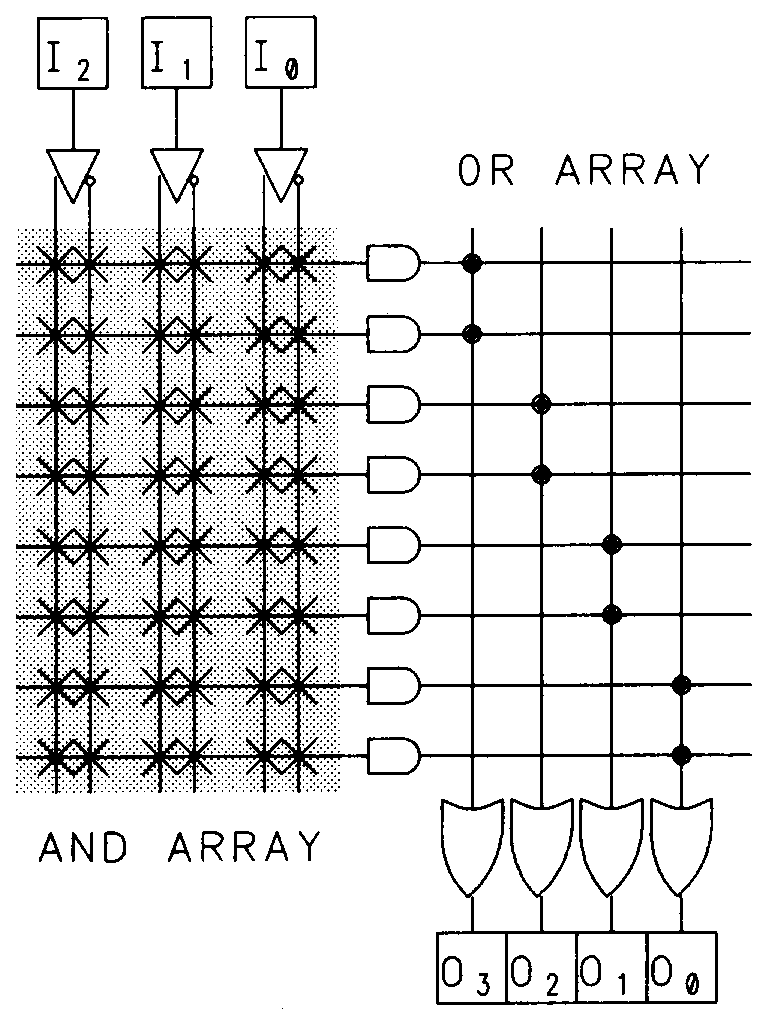 I2 I1 I0
OR ARRAY
AND ARRAY
O3 O2 O1 O0